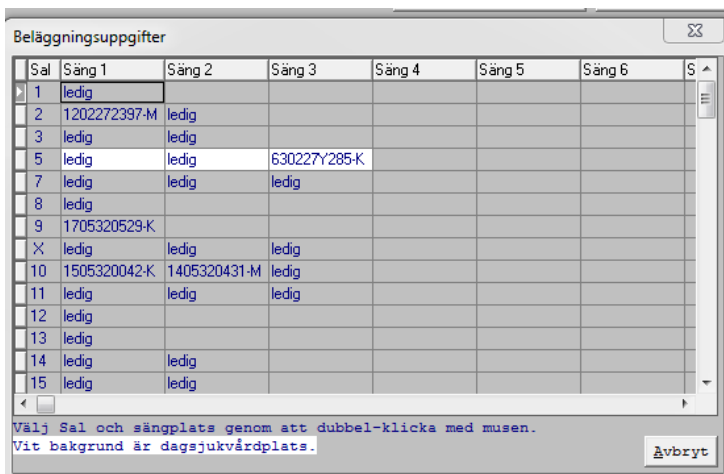 Beläggningsuppgifter
Sal Säng 1 Säng 2 Säng 3 Säng 4 Säng 5 Säng 6 S
1 ledig
2 1202272397-M ledig
3 ledig ledig
5 ledig ledig 630227Y285-K
7 ledig ledig ledig
8 ledig
9 1705320529-K
X ledig ledig ledig
10 1505320042-K 1405320431-M ledig
11 ledig ledig ledig
12 ledig
13 ledig
14 ledig ledig
15 ledig ledig
Välj Sal och sängplats genom att dubbel-klicka med musen.
Vit bakgrund är dagsjukvårdplats.
Avbryt